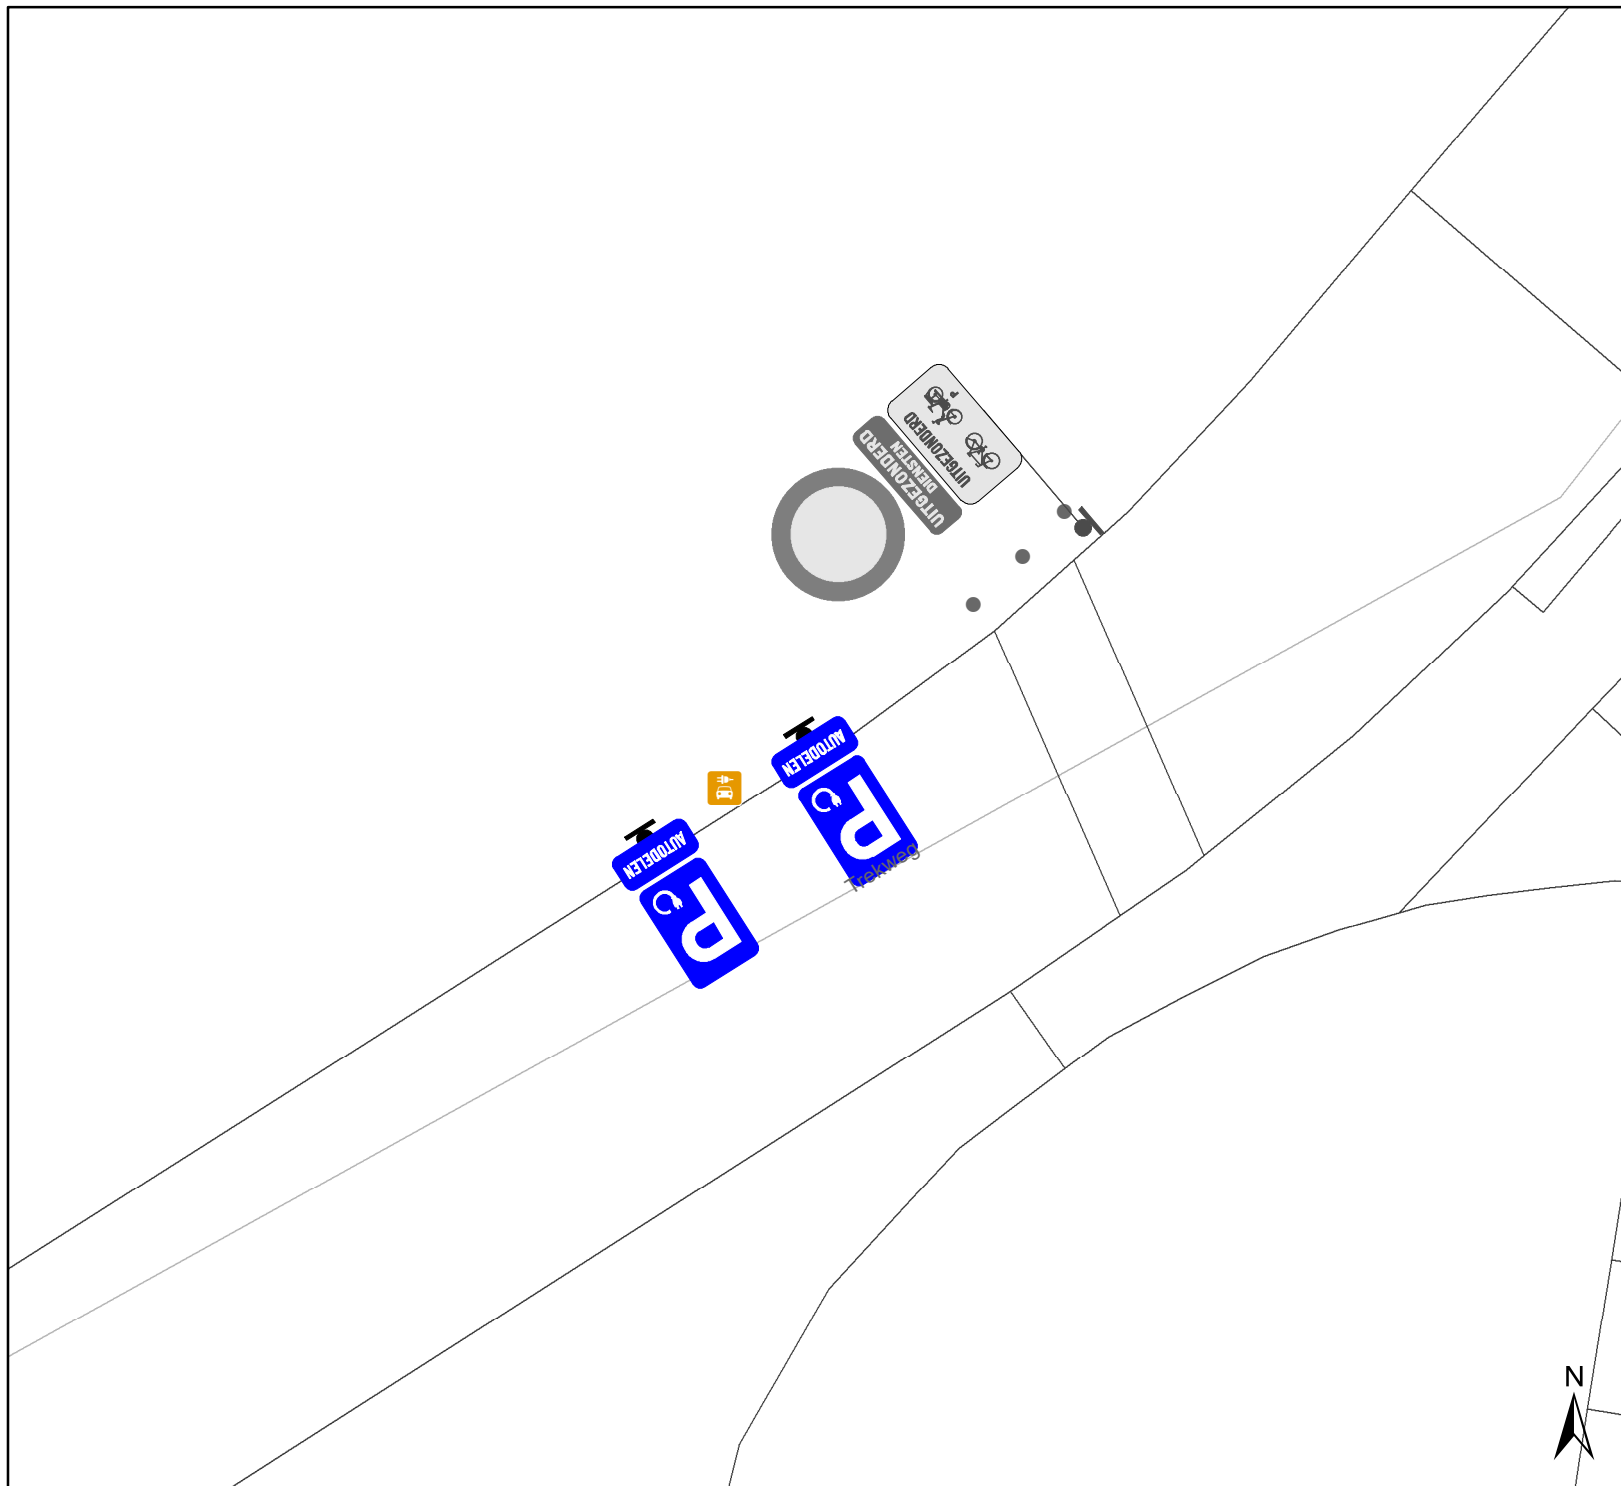 P
UITGEZONDERD
UITGEZONDERD
DIENSTEN
AUTODELEN
P
AUTODELEN
P
Trekweg
N